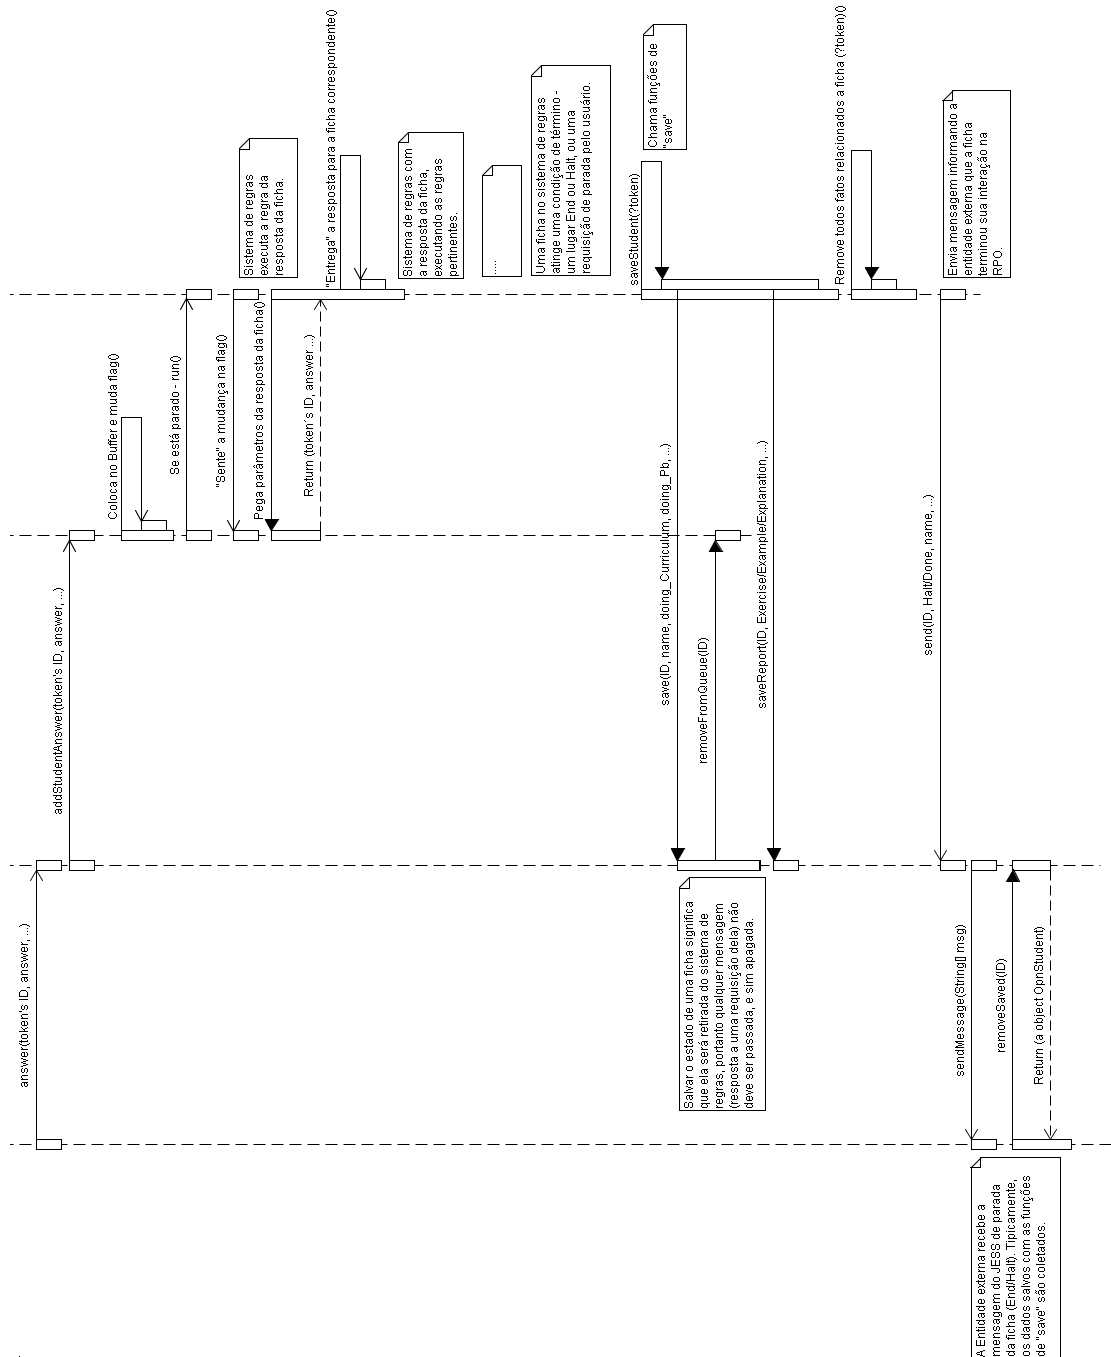 answer(token's ID, answer, ...)
addStudentAnswer(token's ID, answer, ...)
Coloca no Buffer e muda flag()
Se está parado - run()
"Sente" a mudança na flag()
Sistema de regras
executa a regra da
resposta da ficha.
Pega parâmetros da resposta da ficha()
Return (token´s ID, answer ...)
"Entrega" a resposta para a ficha correspondente()
Sistema de regras com
a resposta da ficha,
executando as regras
pertinentes.
.....
Uma ficha no sistema de regras
atinge uma condição de término -
um lugar End ou Halt, ou uma
requisição de parada pelo usuário.
saveStudent(?token)
Chama funções de
"save"
save(ID, name, doing_Curriculum, doing_Pb, ...)
Salvar o estado de uma ficha significa
que ela será retirada do sistema de
regras, portanto qualquer mensagem
(resposta a uma requisição dela) não
deve ser passada, e sim apagada.
removeFromQueue(ID)
saveReport(ID, Exercise/Example/Explanation, ...)
Remove todos fatos relacionados a ficha (?token)()
send(ID, Halt/Done, name, ...)
Envia mensagem informando a
entidade externa que a ficha
terminou sua interação na
RPO.
sendMessage(String[] msg)
removeSaved(ID)
Return (a object OpnStudent)
A Entidade externa recebe a
mensagem do JESS de parada
da ficha (End/Halt). Tipicamente,
os dados salvos com as funções
de "save" são coletados.